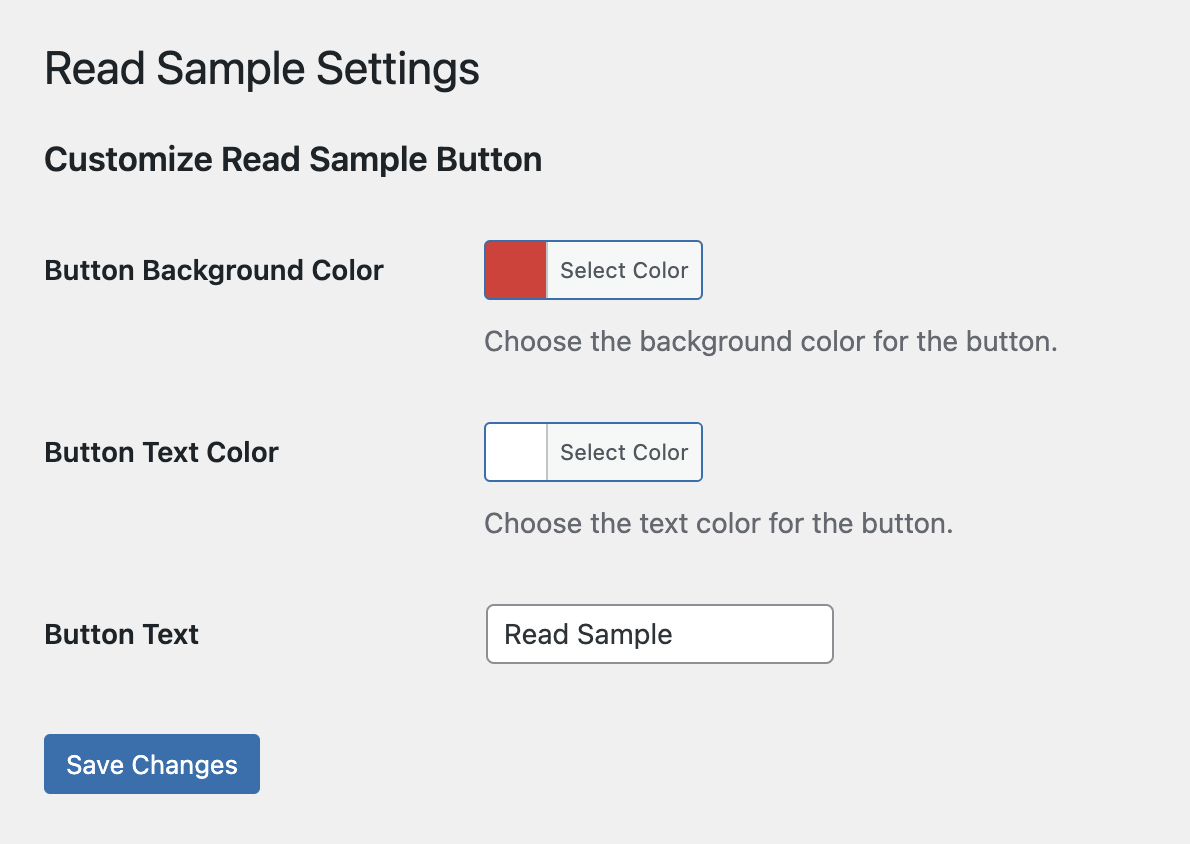 Read Sample Settings
Customize Read Sample Button
Button Background Color
Select Color
Choose the background color for the button.
Button Text Color
Select Color
Choose the text color for the button.
Button Text
Read Sample
Save Changes